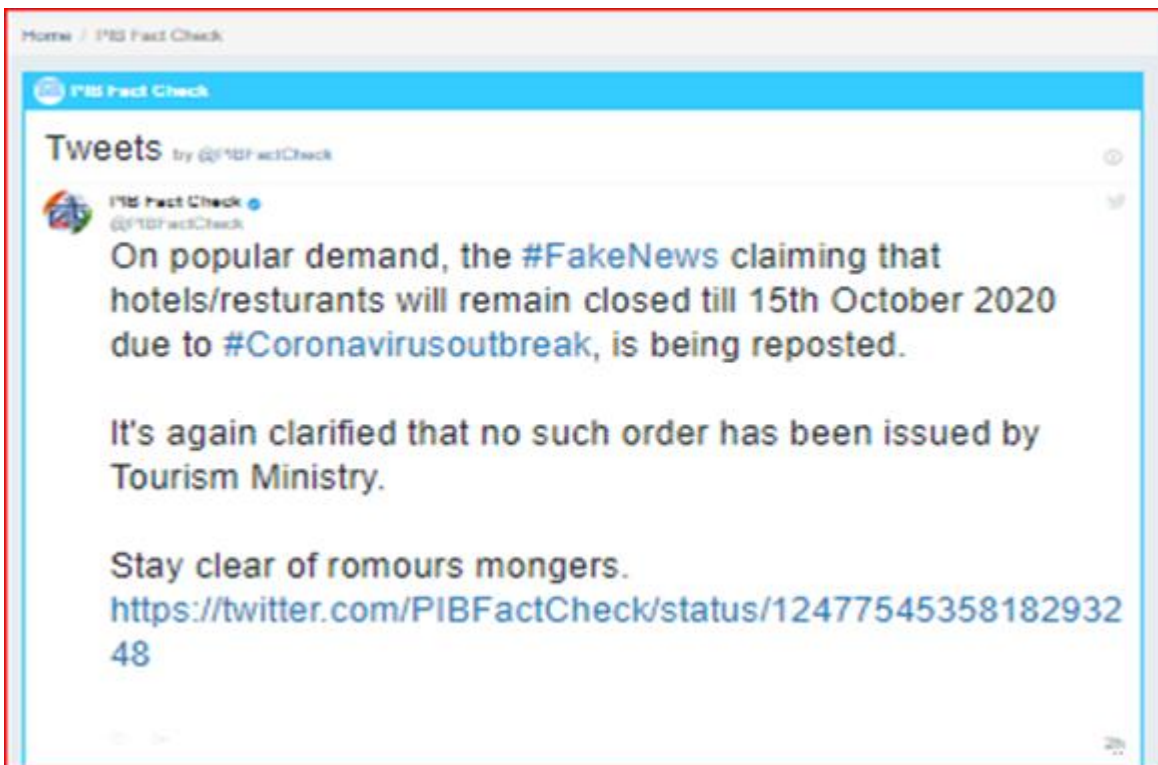 Home / PIB Fact Check
PIB Fact Check
Tweets by @PIBFactCheck
PIB Fact Check
@PIBFactCheck
On popular demand, the #FakeNews claiming that
hotels/resturants will remain closed till 15th October 2020
due to #Coronavirusoutbreak, is being reposted.
It's again clarified that no such order has been issued by
Tourism Ministry.
Stay clear of romours mongers.
https://twitter.com/PIBFactCheck/status/12477545358182932
48